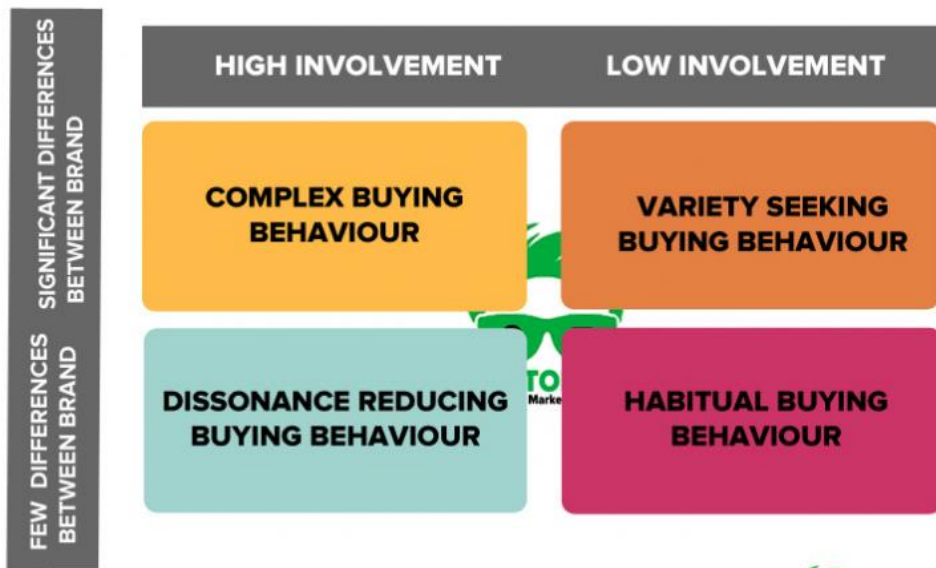 HIGH INVOLVEMENT
LOW INVOLVEMENT
SIGNIFICANT DIFFERENCES
BETWEEN BRAND
COMPLEX BUYING
BEHAVIOUR
VARIETY SEEKING
BUYING BEHAVIOUR
FEW DIFFERENCES
BETWEEN BRAND
DISSONANCE REDUCING
BUYING BEHAVIOUR
HABITUAL BUYING
BEHAVIOUR